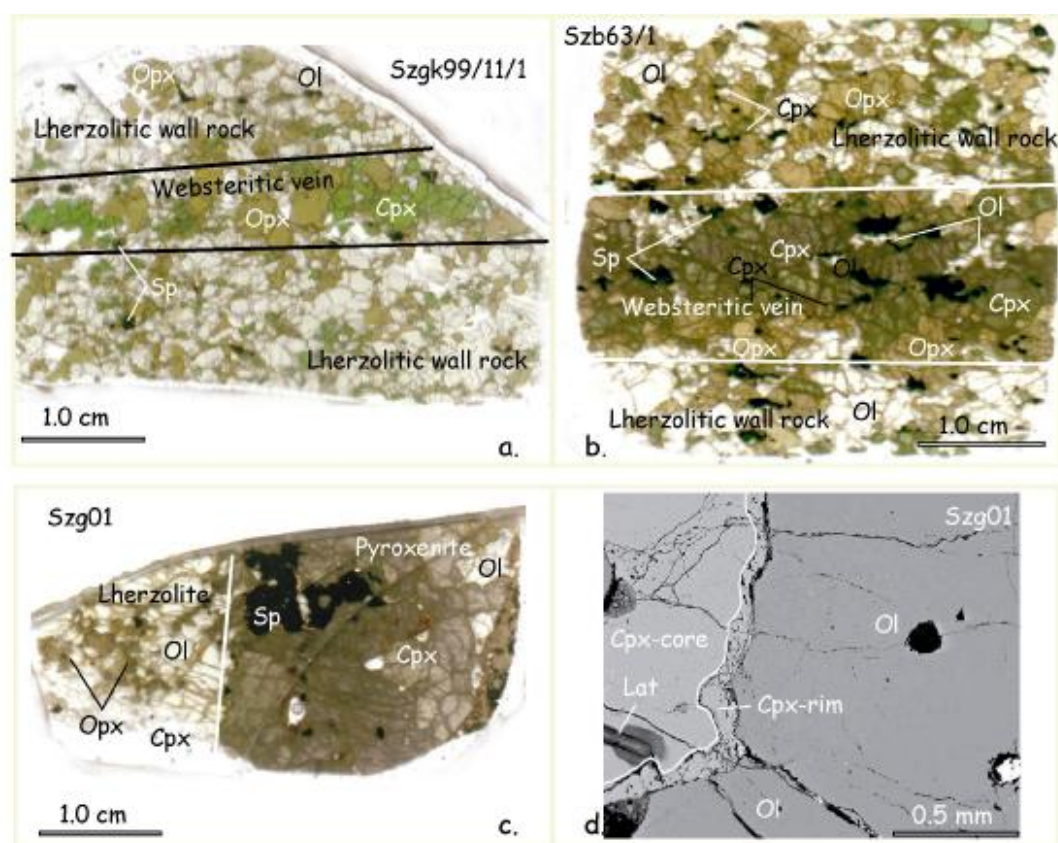 Szgk99/11/1
Opx
Ol
Lherzolitic wall rock
Websteritic vein
Opx
Cpx
Sp
Lherzolitic wall rock
1.0 cm
a.
Szb63/1
Ol
Cpx
Opx
Lherzolitic wall rock
Ol
Sp
Cpx
Cpx
Ol
Websteritic vein
Cpx
Opx
Opx
Lherzolitic wall rock
Ol
1.0 cm
b.
Szg01
Pyroxenite
Ol
Lherzolite
Sp
Ol
Cpx
Opx
Cpx
1.0 cm
c.
Szg01
Cpx-core
Ol
Lat
Cpx-rim
Ol
0.5 mm
d.